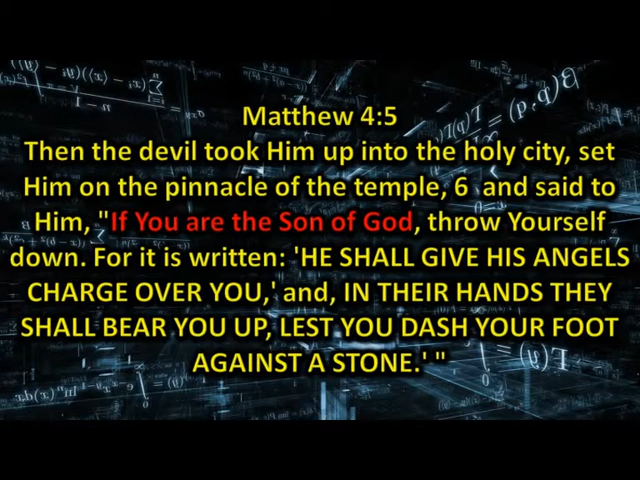 Matthew 4:5
Then the devil took Him up into the holy city, set
Him on the pinnacle of the temple, 6 and said to
Him, "If You are the Son of God, throw Yourself
down. For it is written: 'HE SHALL GIVE HIS ANGELS
CHARGE OVER YOU,' and, IN THEIR HANDS THEY
SHALL BEAR YOU UP, LEST YOU DASH YOUR FOOT
AGAINST A STONE.' "